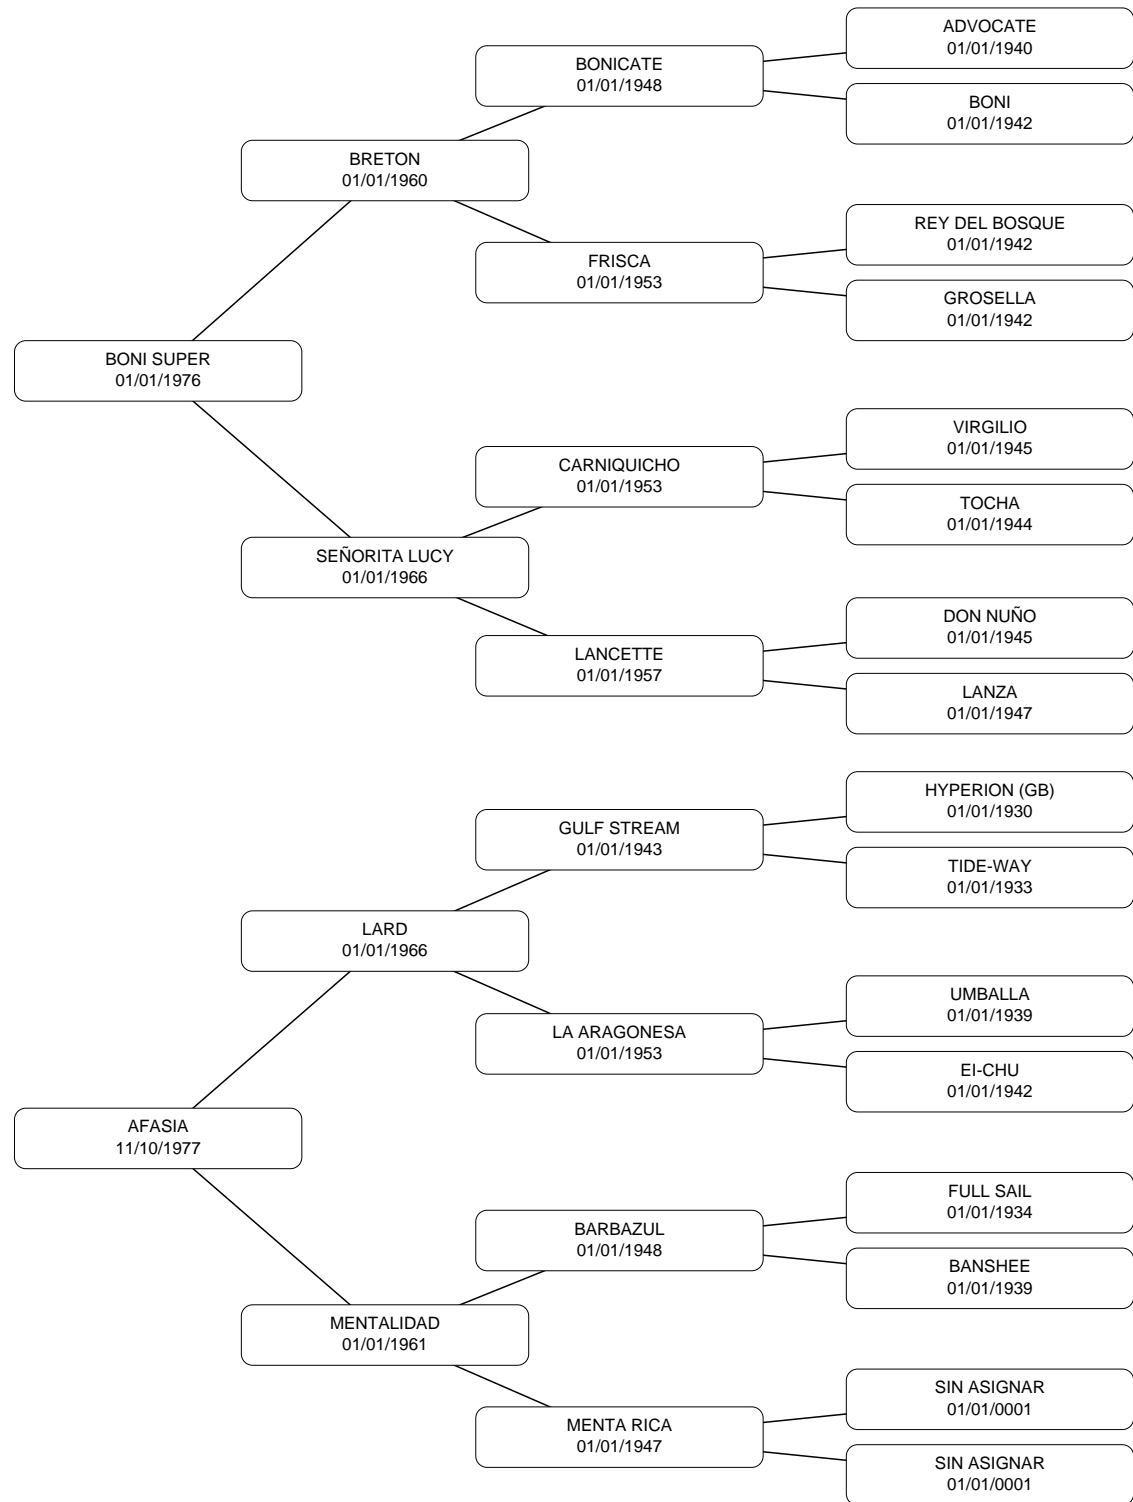 ADVOCATE
01/01/1940
BONICATE
01/01/1948
BONI
01/01/1942
BRETON
01/01/1960
REY DEL BOSQUE
01/01/1942
FRISCA
01/01/1953
GROSELLA
01/01/1942
BONI SUPER
01/01/1976
VIRGILIO
01/01/1945
CARNIQUICHO
01/01/1953
TOCHA
01/01/1944
SEÑORITA LUCY
01/01/1966
DON NUÑO
01/01/1945
LANCETTE
01/01/1957
LANZA
01/01/1947
HYPERION (GB)
01/01/1930
GULF STREAM
01/01/1943
TIDE-WAY
01/01/1933
LARD
01/01/1966
UMBALLA
01/01/1939
LA ARAGONESA
01/01/1953
EI-CHU
01/01/1942
AFASIA
11/10/1977
FULL SAIL
01/01/1934
BARBAZUL
01/01/1948
BANSHEE
01/01/1939
MENTALIDAD
01/01/1961
SIN ASIGNAR
01/01/0001
MENTA RICA
01/01/1947
SIN ASIGNAR
01/01/0001